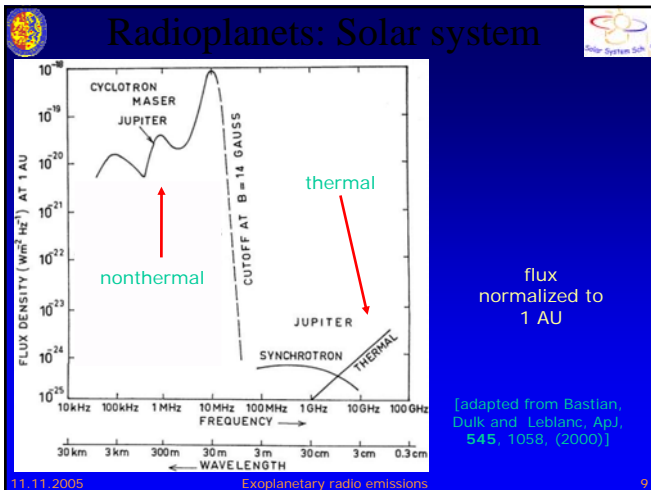 Radioplanets: Solar system
Solar System Sch
10⁻¹⁸
10⁻¹⁹
10⁻²⁰
10⁻²¹
10⁻²²
10⁻²³
10⁻²⁴
10⁻²⁵
FLUX DENSITY (Wm⁻² Hz⁻¹) AT 1 AU
CYCLOTRON
MASER
JUPITER
CUTOFF AT B = 14 GAUSS
thermal
nonthermal
JUPITER
SYNCHROTRON
THERMAL
10kHz 100kHz 1MHz 10MHz 100MHz 1GHz 10GHz 100GHz
FREQUENCY
30km 3km 300m 30m 3m 30cm 3cm 0.3cm
WAVELENGTH
flux
normalized to
1 AU
[adapted from Bastian,
Dulk and Leblanc, ApJ,
545, 1058, (2000)]
11.11.2005 Exoplanetary radio emissions 9